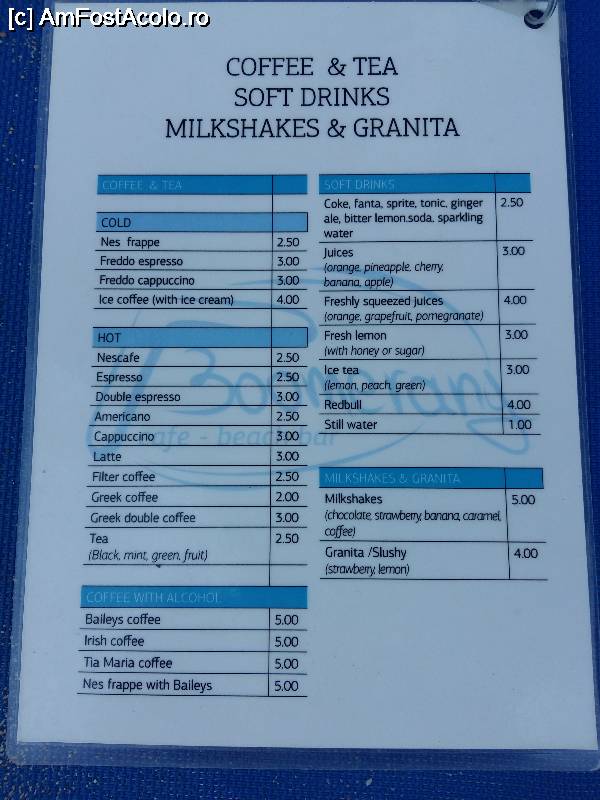 [c] AmFostAcolo.ro
COFFEE & TEA
SOFT DRINKS
MILKSHAKES & GRANITA
COFFEE & TEA
COLD
Nes frappe 2.50
Freddo espresso 3.00
Freddo cappuccino 3.00
Ice coffee (with ice cream) 4.00
HOT
Nescafe 2.50
Espresso 2.50
Double espresso 3.00
Americano 2.50
Cappuccino 3.00
Latte 3.00
Filter coffee 2.50
Greek coffee 2.00
Greek double coffee 3.00
Tea 2.50
(Black, mint, green, fruit)
COFFEE WITH ALCOHOL
Baileys coffee 5.00
Irish coffee 5.00
Tia Maria coffee 5.00
Nes frappe with Baileys 5.00
SOFT DRINKS
Coke, fanta, sprite, tonic, ginger 2.50
ale, bitter lemon.soda, sparkling
water
Juices 3.00
(orange, pineapple, cherry,
banana, apple)
Freshly squeezed juices 4.00
(orange, grapefruit, pomegranate)
Fresh lemon 3.00
(with honey or sugar)
Ice tea 3.00
(lemon, peach, green)
Redbull 4.00
Still water 1.00
MILKSHAKES & GRANITA
Milkshakes 5.00
(chocolate, strawberry, banana, caramel,
coffee)
Granita /Slushy 4.00
(strawberry, lemon)
Boomerang
cafe - beach bar